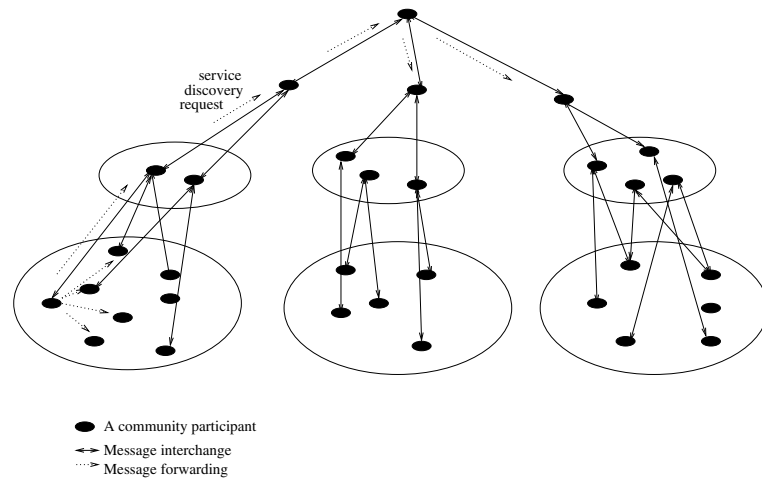 service
discovery
request
A community participant
Message interchange
Message forwarding